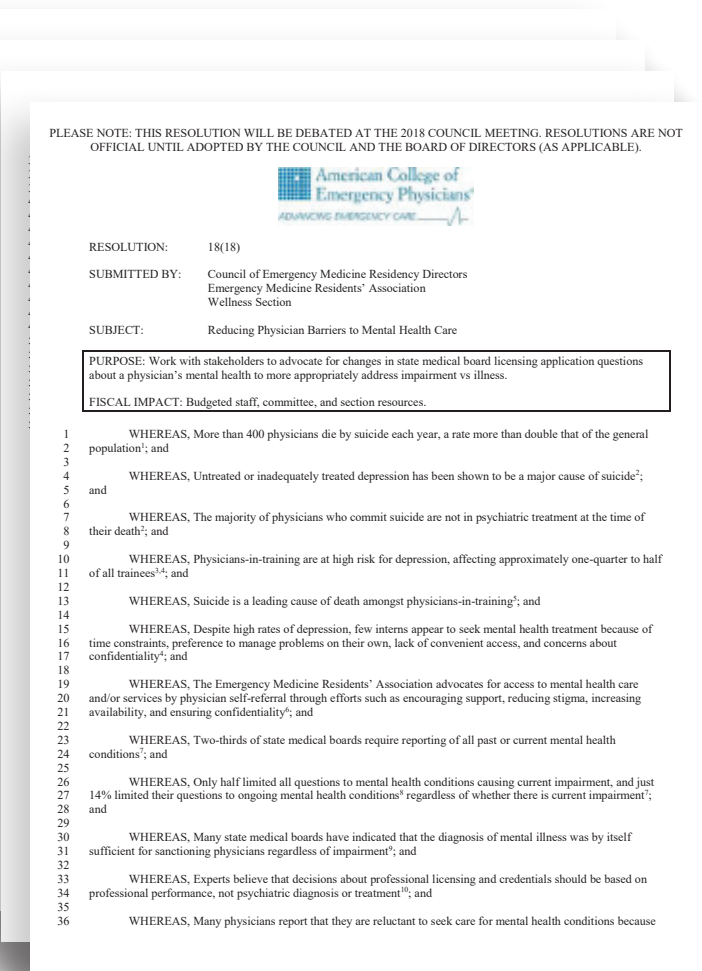 PLEASE NOTE: THIS RESOLUTION WILL BE DEBATED AT THE 2018 COUNCIL MEETING. RESOLUTIONS ARE NOT
OFFICIAL UNTIL ADOPTED BY THE COUNCIL AND THE BOARD OF DIRECTORS (AS APPLICABLE).
American College of
Emergency Physicians®
ADVANCING EMERGENCY CARE
RESOLUTION: 18(18)
SUBMITTED BY: Council of Emergency Medicine Residency Directors
Emergency Medicine Residents’ Association
Wellness Section
SUBJECT: Reducing Physician Barriers to Mental Health Care
PURPOSE: Work with stakeholders to advocate for changes in state medical board licensing application questions
about a physician’s mental health to more appropriately address impairment vs illness.
FISCAL IMPACT: Budgeted staff, committee, and section resources.
1 WHEREAS, More than 400 physicians die by suicide each year, a rate more than double that of the general
2 population¹; and
3
4 WHEREAS, Untreated or inadequately treated depression has been shown to be a major cause of suicide²;
5 and
6
7 WHEREAS, The majority of physicians who commit suicide are not in psychiatric treatment at the time of
8 their death²; and
9
10 WHEREAS, Physicians-in-training are at high risk for depression, affecting approximately one-quarter to half
11 of all trainees³,⁴; and
12
13 WHEREAS, Suicide is a leading cause of death amongst physicians-in-training⁵; and
14
15 WHEREAS, Despite high rates of depression, few interns appear to seek mental health treatment because of
16 time constraints, preference to manage problems on their own, lack of convenient access, and concerns about
17 confidentiality⁴; and
18
19 WHEREAS, The Emergency Medicine Residents’ Association advocates for access to mental health care
20 and/or services by physician self-referral through efforts such as encouraging support, reducing stigma, increasing
21 availability, and ensuring confidentiality⁶; and
22
23 WHEREAS, Two-thirds of state medical boards require reporting of all past or current mental health
24 conditions⁷; and
25
26 WHEREAS, Only half limited all questions to mental health conditions causing current impairment, and just
27 14% limited their questions to ongoing mental health conditions⁸ regardless of whether there is current impairment⁷;
28 and
29
30 WHEREAS, Many state medical boards have indicated that the diagnosis of mental illness was by itself
31 sufficient for sanctioning physicians regardless of impairment⁹; and
32
33 WHEREAS, Experts believe that decisions about professional licensing and credentials should be based on
34 professional performance, not psychiatric diagnosis or treatment¹⁰; and
35
36 WHEREAS, Many physicians report that they are reluctant to seek care for mental health conditions because